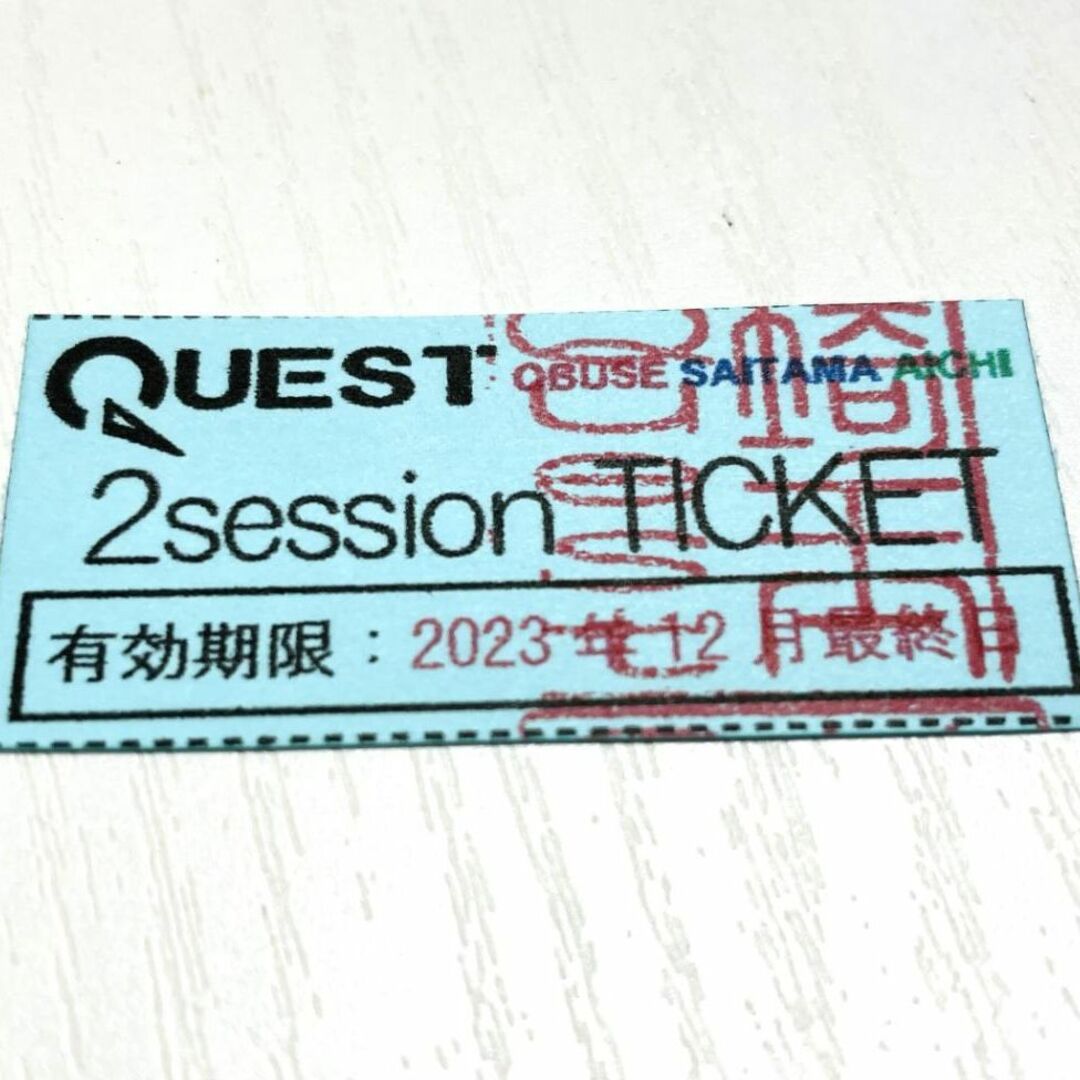 QUEST OBUSE SAITAMA AICHI
2session TICKET
有効期限：2023年12月最終日